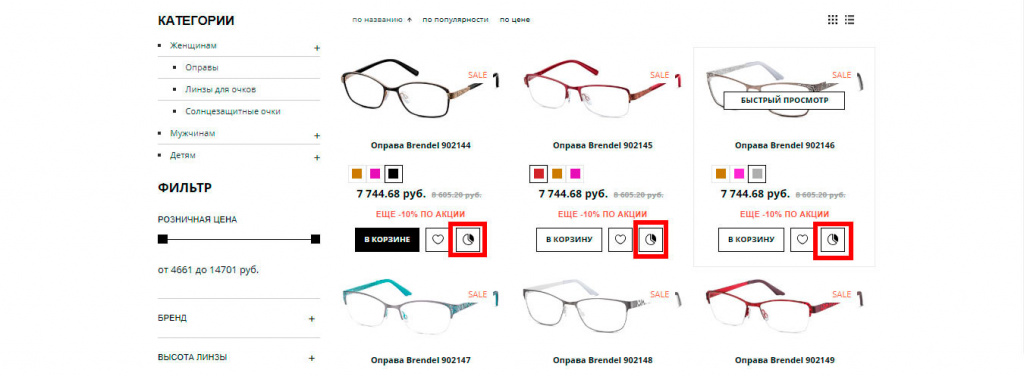 КАТЕГОРИИ
Женщинам +
Оправы
Линзы для очков
Солнцезащитные очки
Мужчинам +
Детям +
ФИЛЬТР
РОЗНИЧНАЯ ЦЕНА
от 4661 до 14701 руб.
БРЕНД +
ВЫСОТА ЛИНЗЫ +
по названию ↑ по популярности по цене
SALE
Оправа Brendel 902144
7 744.68 руб. 8 605.20 руб.
ЕЩЕ -10% ПО АКЦИИ
В КОРЗИНЕ
SALE
Оправа Brendel 902145
7 744.68 руб. 8 605.20 руб.
ЕЩЕ -10% ПО АКЦИИ
В КОРЗИНУ
SALE
БЫСТРЫЙ ПРОСМОТР
Оправа Brendel 902146
7 744.68 руб. 8 605.20 руб.
ЕЩЕ -10% ПО АКЦИИ
В КОРЗИНУ
SALE
Оправа Brendel 902147
SALE
Оправа Brendel 902148
SALE
Оправа Brendel 902149